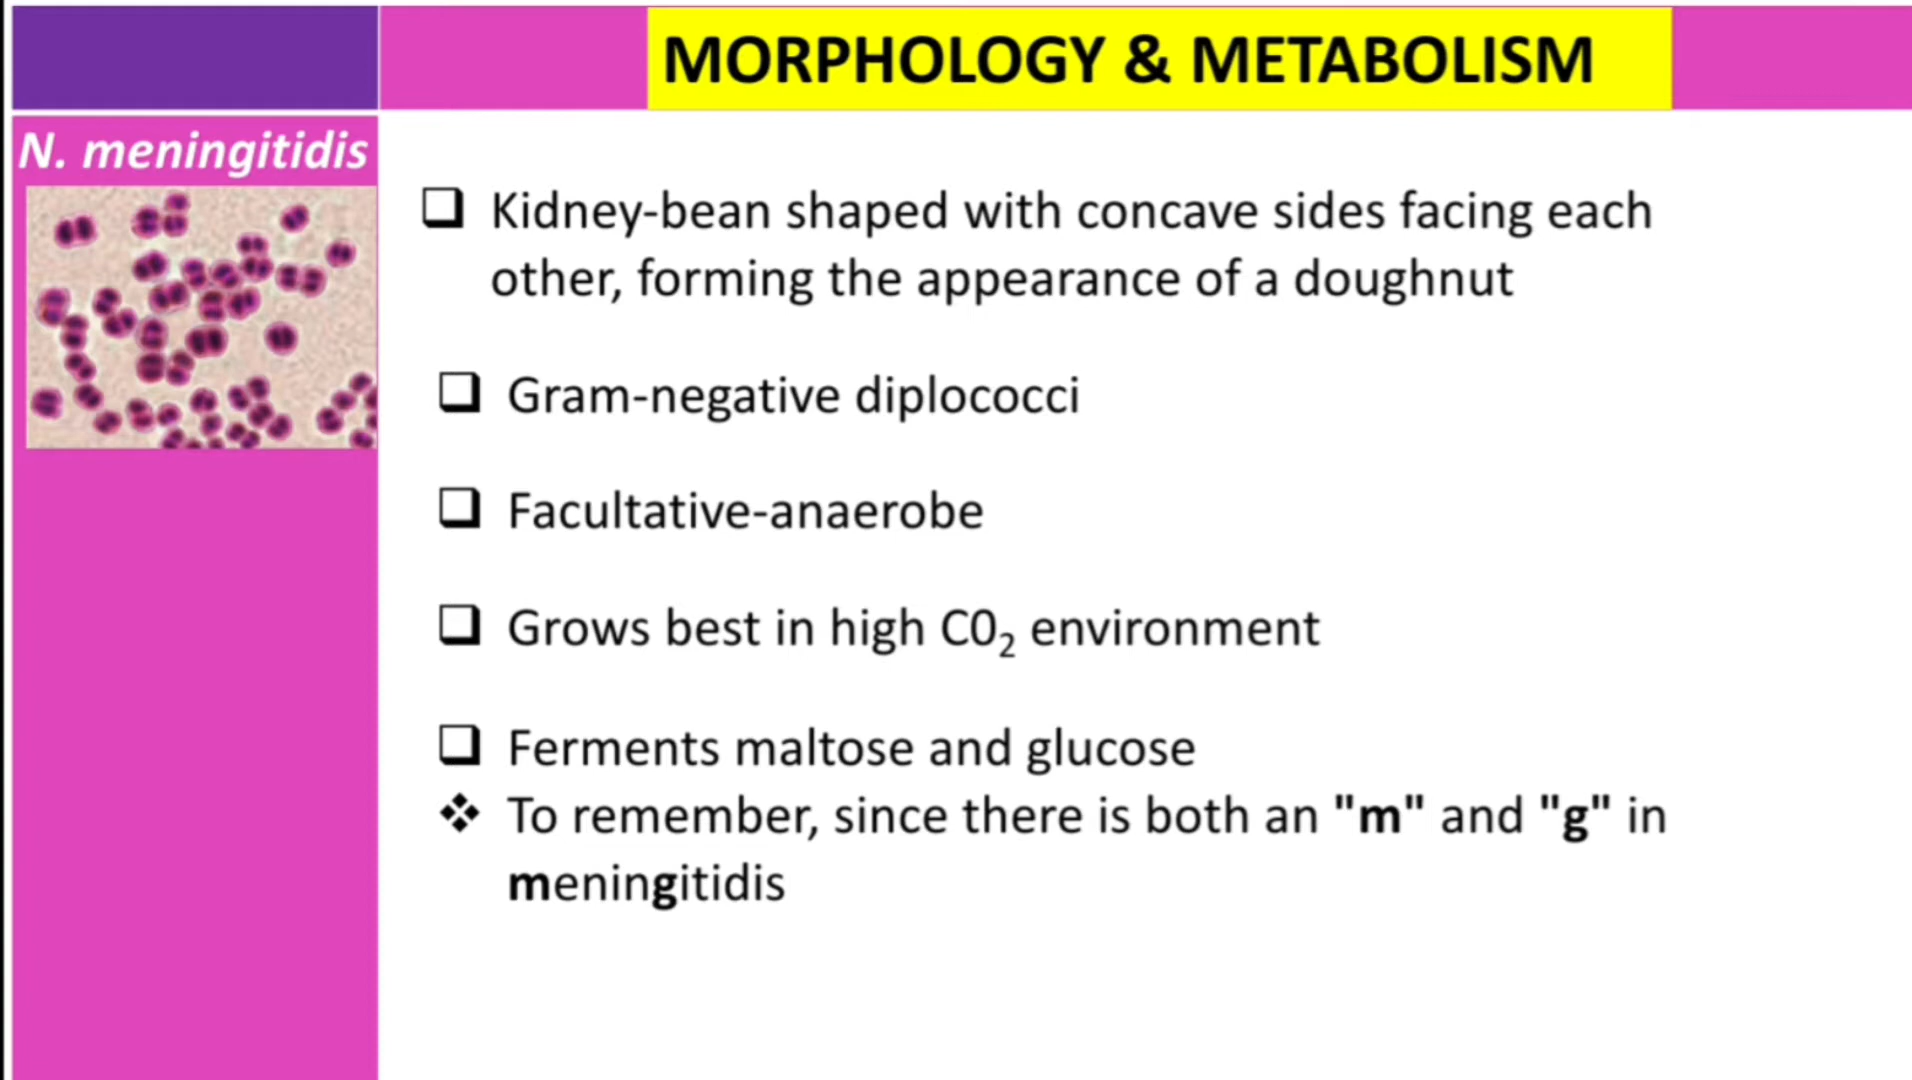 MORPHOLOGY & METABOLISM
N. meningitidis
Kidney-bean shaped with concave sides facing each
other, forming the appearance of a doughnut
Gram-negative diplococci
Facultative-anaerobe
Grows best in high C0₂ environment
Ferments maltose and glucose
To remember, since there is both an "m" and "g" in
meningitidis